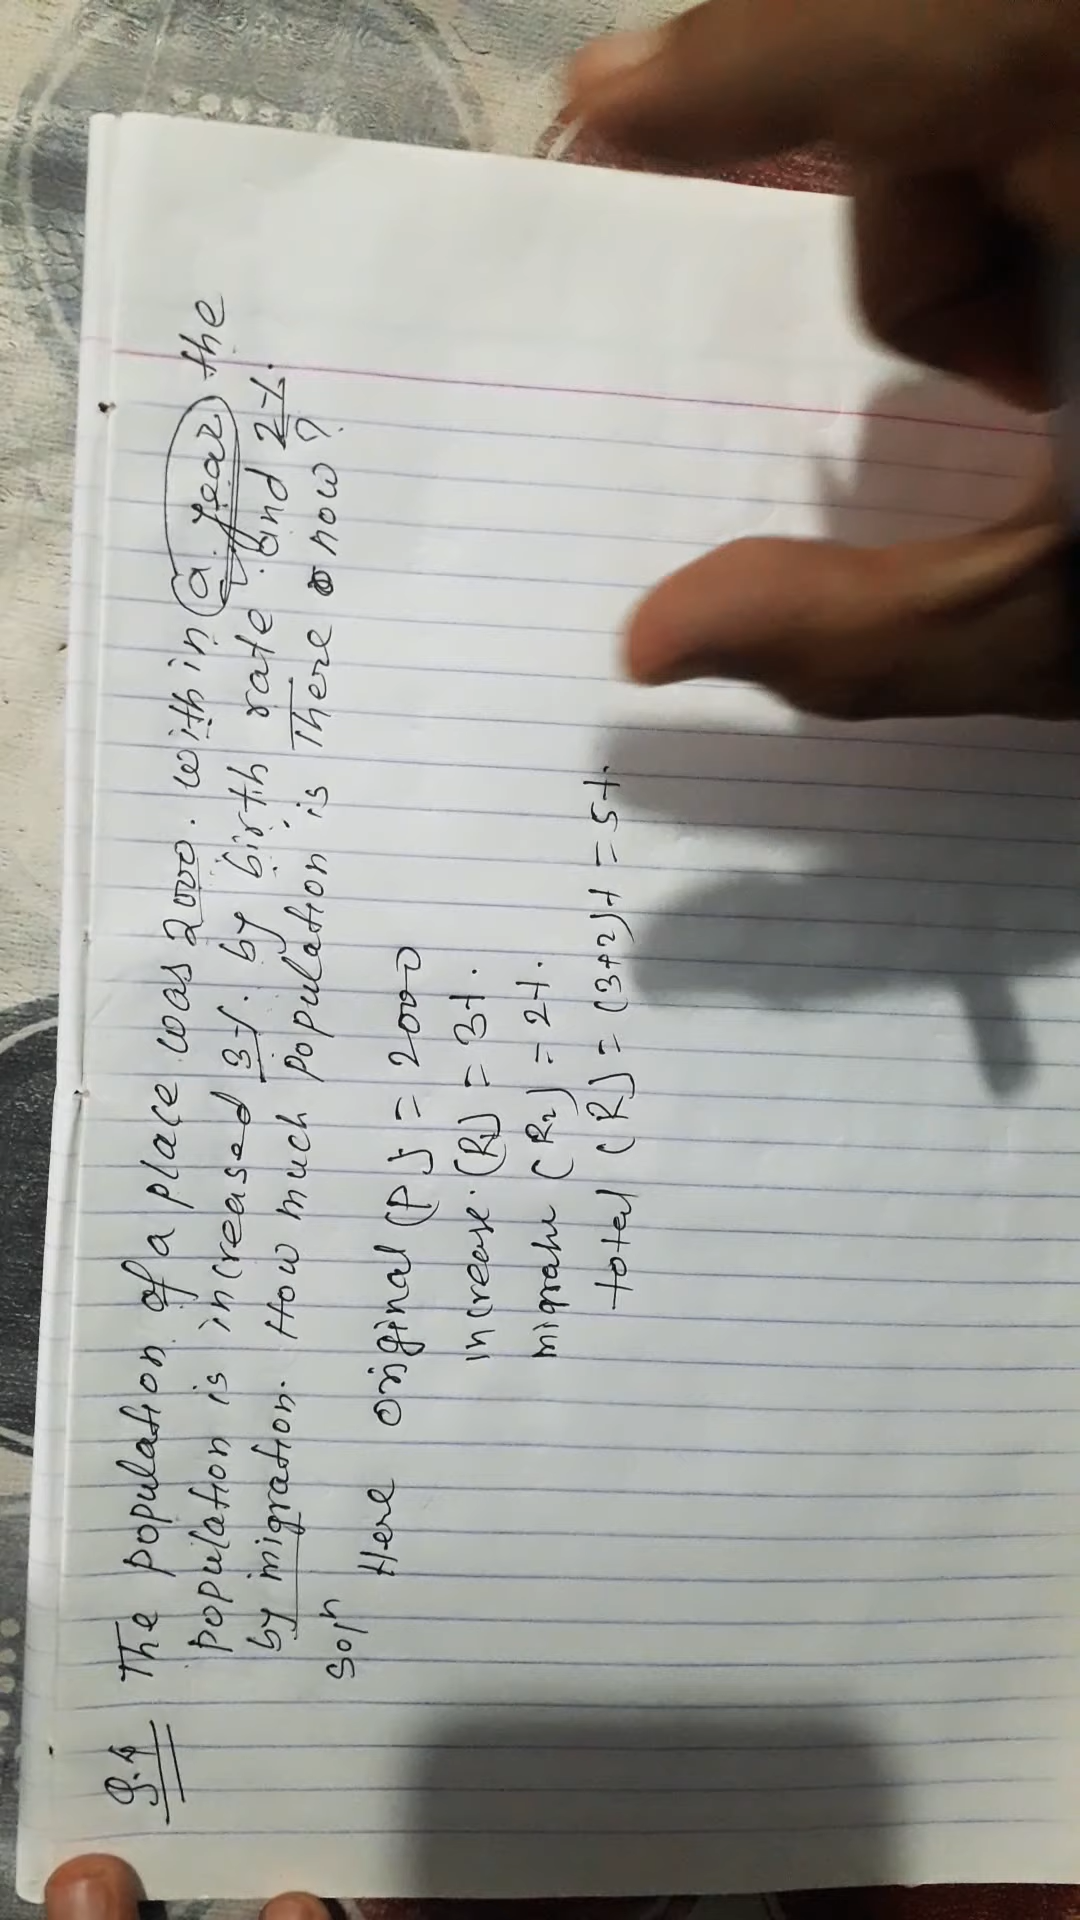 Q.4 The population of a place was 2000. within a year the
population is increased 3%. by birth rate and 2%.
by migration. How much population is There now?
Soln Here original (P) = 2000
increase (R1) = 3%.
migrate (R2) = 2%.
total (R) = (3+2)% = 5%.